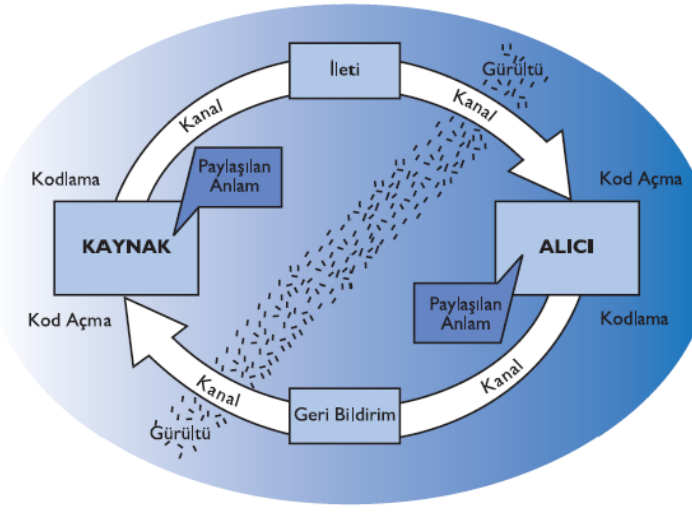 İleti
Gürültü
Kanal
Kanal
Paylaşılan
Anlam
Kodlama
Kod Açma
KAYNAK
ALICI
Paylaşılan
Anlam
Kod Açma
Kodlama
Kanal
Kanal
Geri Bildirim
Gürültü